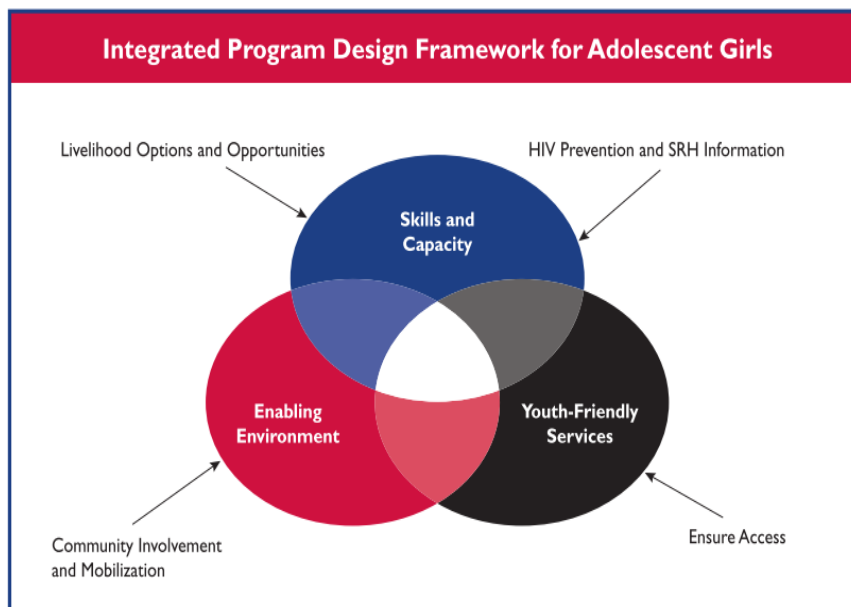 Integrated Program Design Framework for Adolescent Girls
Livelihood Options and Opportunities
HIV Prevention and SRH Information
Skills and
Capacity
Enabling
Environment
Youth-Friendly
Services
Community Involvement
and Mobilization
Ensure Access